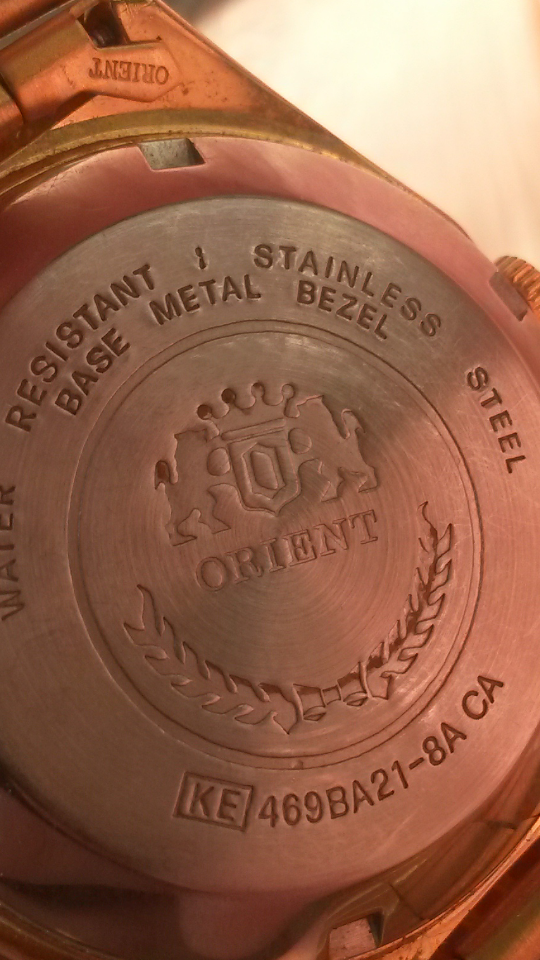 ORIENT
WATER RESISTANT STAINLESS STEEL
BASE METAL BEZEL
ORIENT
KE 469BA21-8A CA